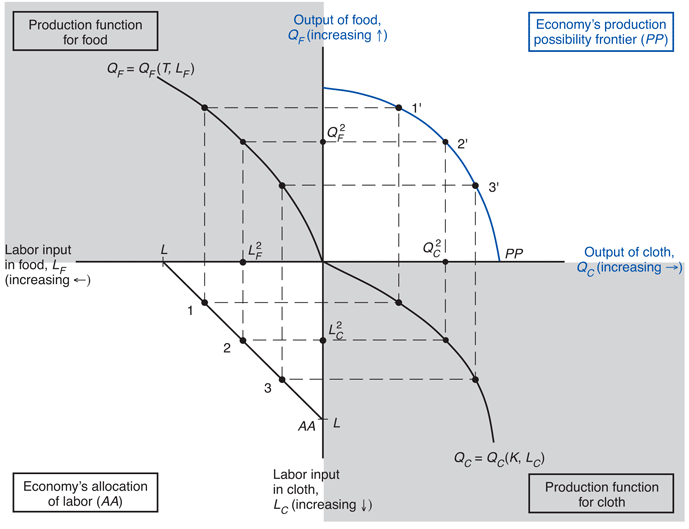 Production function
for food
Output of food,
Q_F (increasing ↑)
Economy's production
possibility frontier (PP)
Q_F = Q_F(T, L_F)
1'
Q_F^2
2'
3'
Labor input
in food, L_F
(increasing ←)
L
L_F^2
Q_C^2
PP
Output of cloth,
Q_C (increasing →)
1
2
L_C^2
3
AA
L
Q_C = Q_C(K, L_C)
Economy's allocation
of labor (AA)
Labor input
in cloth,
L_C (increasing ↓)
Production function
for cloth